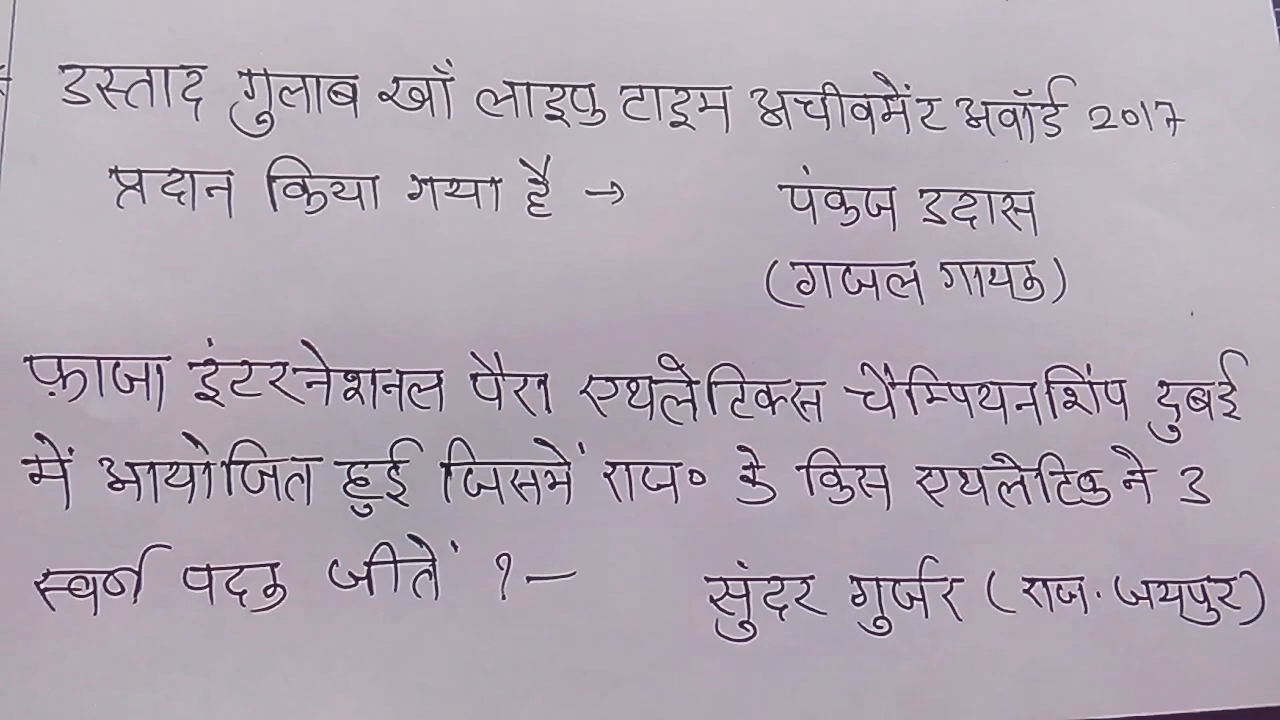 उस्ताद गुलाब खाँ लाइफ टाइम अचीवमेंट अवॉर्ड 2017
प्रदान किया गया है → पंकज उदास
(गजल गायक)
फ़ाजा इंटरनेशनल पैरा एथलेटिक्स चैम्पियनशिंप दुबई
में आयोजित हुई जिसमें राज० के किस एथलेटिक ने 3
स्वर्ण पदक जीतें ? — सुंदर गुर्जर (राज. जयपुर)